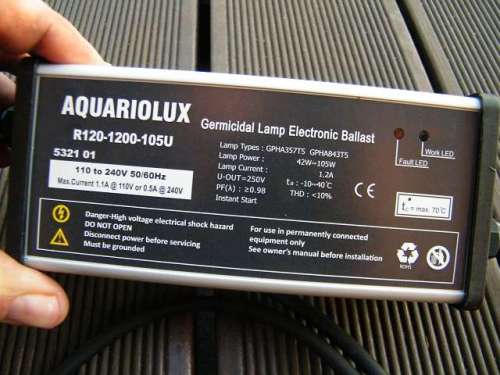 AQUARIOLUX
R120-1200-105U
5321 01
110 to 240V 50/60Hz
Max.Current 1.1A @ 110V or 0.5A @ 240V
Germicidal Lamp Electronic Ballast
Lamp Types : GPHA357T5 GPHA843T5
Lamp Power : 42W~105W
Lamp Current : 1.2A
U-OUT=250V ta : -10~40℃
PF(λ) : ≥0.98 THD : <10%
Instant Start
CE
Fault LED
Work LED
tc = max: 70℃
Danger-High voltage electrical shock hazard
DO NOT OPEN
Disconnect power before servicing
Must be grounded
For use in permanently connected
equipment only
See owner's manual before installation
ROHS